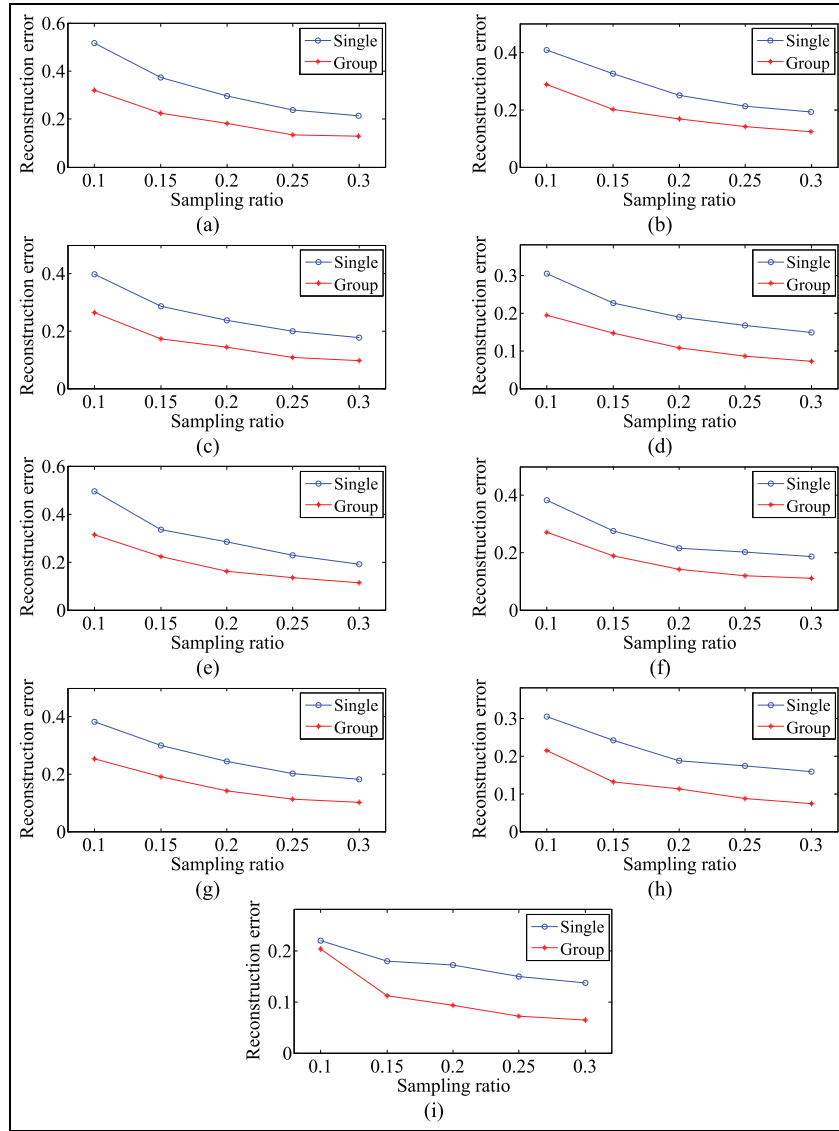 0.6
0.4
0.2
0
Reconstruction error
Single
Group
0.1 0.15 0.2 0.25 0.3
Sampling ratio
(a)
0.4
0.2
0
Reconstruction error
Single
Group
0.1 0.15 0.2 0.25 0.3
Sampling ratio
(b)
0.4
0.2
0
Reconstruction error
Single
Group
0.1 0.15 0.2 0.25 0.3
Sampling ratio
(c)
0.3
0.2
0.1
0
Reconstruction error
Single
Group
0.1 0.15 0.2 0.25 0.3
Sampling ratio
(d)
0.6
0.4
0.2
0
Reconstruction error
Single
Group
0.1 0.15 0.2 0.25 0.3
Sampling ratio
(e)
0.4
0.2
0
Reconstruction error
Single
Group
0.1 0.15 0.2 0.25 0.3
Sampling ratio
(f)
0.4
0.2
0
Reconstruction error
Single
Group
0.1 0.15 0.2 0.25 0.3
Sampling ratio
(g)
0.3
0.2
0.1
0
Reconstruction error
Single
Group
0.1 0.15 0.2 0.25 0.3
Sampling ratio
(h)
0.2
0.1
0
Reconstruction error
Single
Group
0.1 0.15 0.2 0.25 0.3
Sampling ratio
(i)